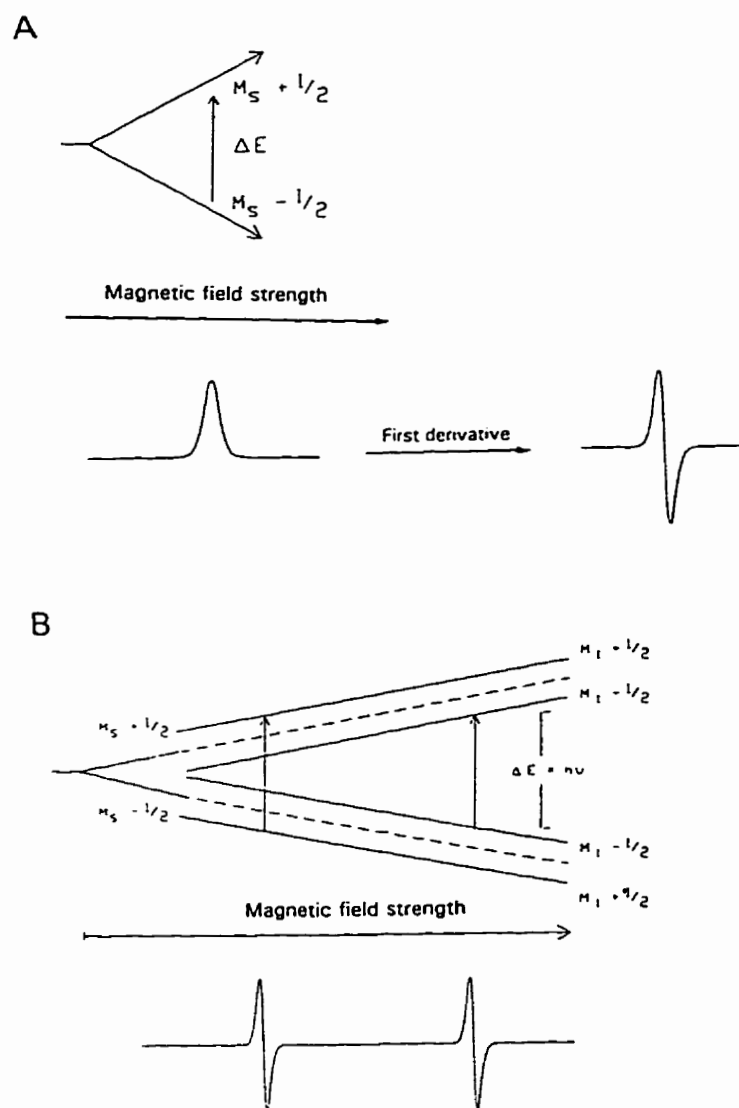 A
M_S + 1/2
ΔE
M_S - 1/2
Magnetic field strength
First derivative
B
M_I + 1/2
M_S + 1/2
M_I - 1/2
ΔE = hν
M_S - 1/2
M_I - 1/2
Magnetic field strength